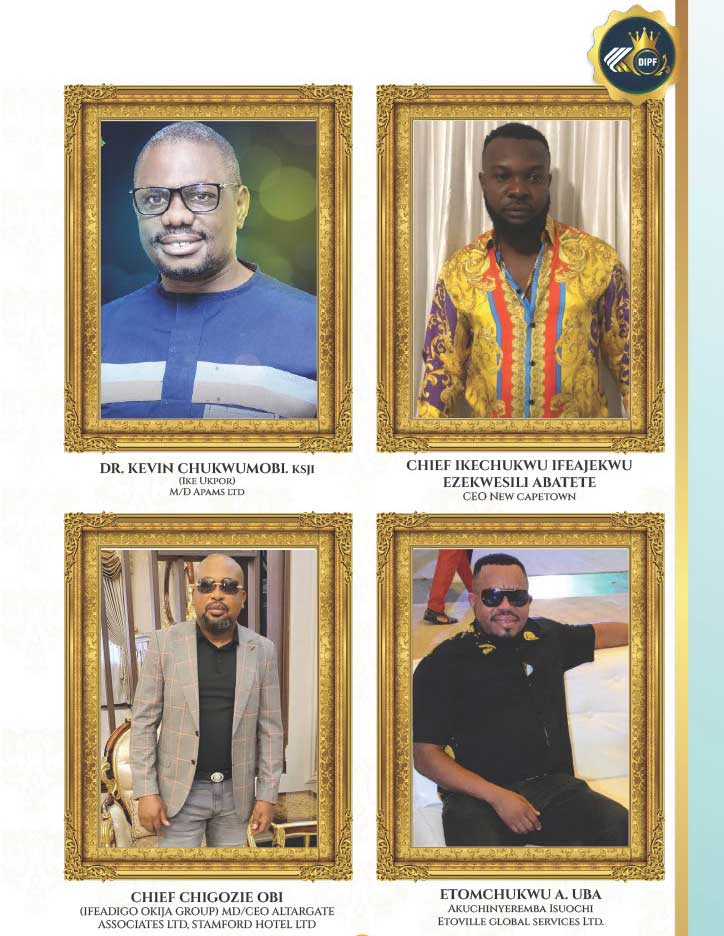 DIPF
DR. KEVIN CHUKWUMOBI. KSJI
(IKE UKPOR)
M/D APAMS LTD
CHIEF IKECHUKWU IFEAJEKWU
EZEKWESILI ABATETE
CEO NEW CAPETOWN
CHIEF CHIGOZIE OBI
(IFEADIGO OKIJA GROUP) MD/CEO ALTARGATE
ASSOCIATES LTD, STAMFORD HOTEL LTD
ETOMCHUKWU A. UBA
AKUCHINYEREMBA ISUOCHI
ETOVILLE GLOBAL SERVICES LTD.